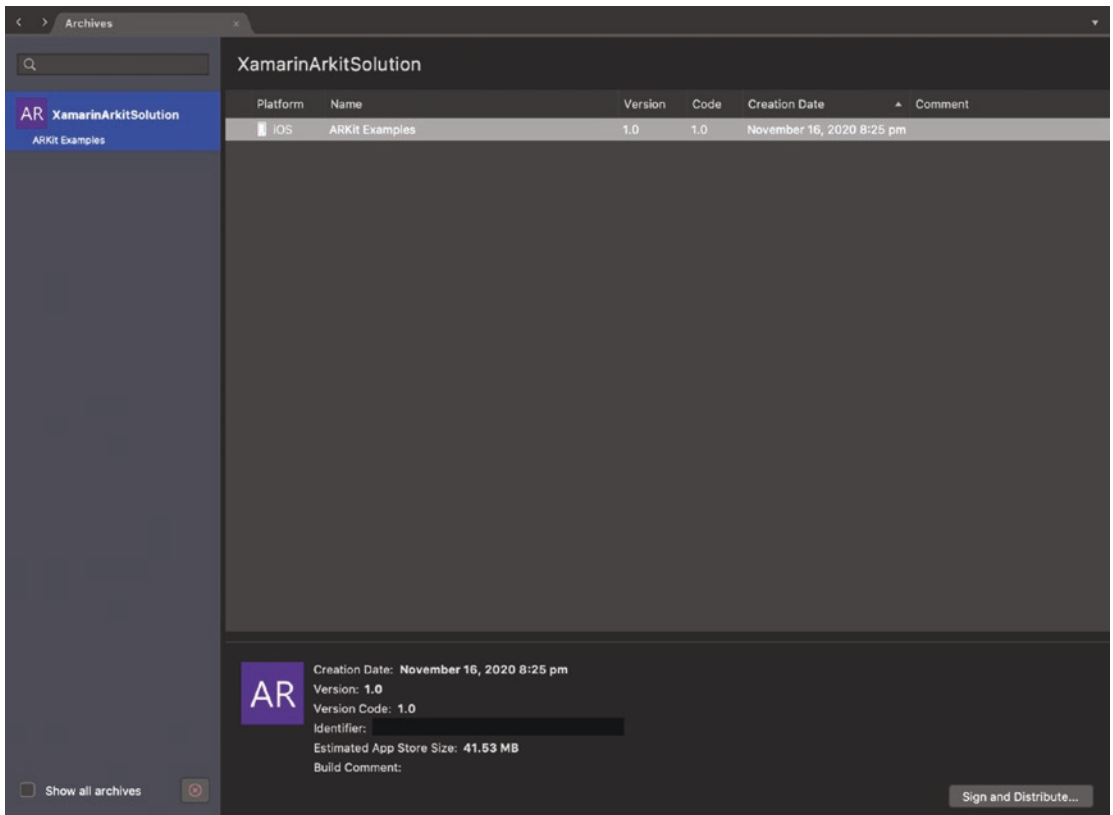 Archives
XamarinArkitSolution
AR XamarinArkitSolution
ARKit Examples
Platform Name Version Code Creation Date Comment
iOS ARKit Examples 1.0 1.0 November 16, 2020 8:25 pm
AR
Creation Date: November 16, 2020 8:25 pm
Version: 1.0
Version Code: 1.0
Identifier:
Estimated App Store Size: 41.53 MB
Build Comment:
Show all archives
Sign and Distribute...